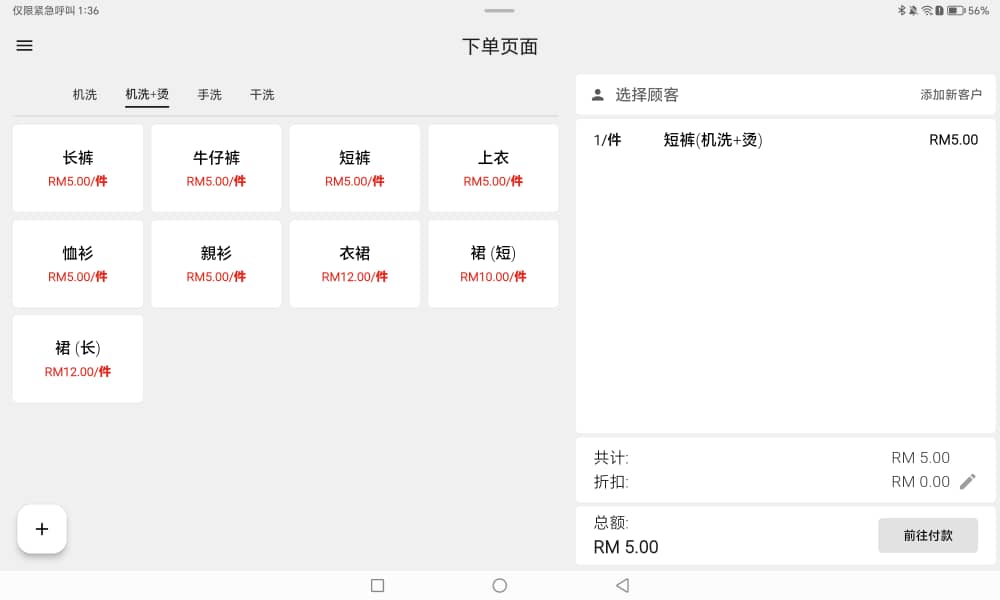 仅限紧急呼叫 1:36
56%
下单页面
机洗 机洗+烫 手洗 干洗
长裤
RM5.00/件
牛仔裤
RM5.00/件
短裤
RM5.00/件
上衣
RM5.00/件
恤衫
RM5.00/件
親衫
RM5.00/件
衣裙
RM12.00/件
裙 (短)
RM10.00/件
裙 (长)
RM12.00/件
+
选择顾客 添加新客户
1/件 短裤(机洗+烫) RM5.00
共计: RM 5.00
折扣: RM 0.00
总额:
RM 5.00
前往付款